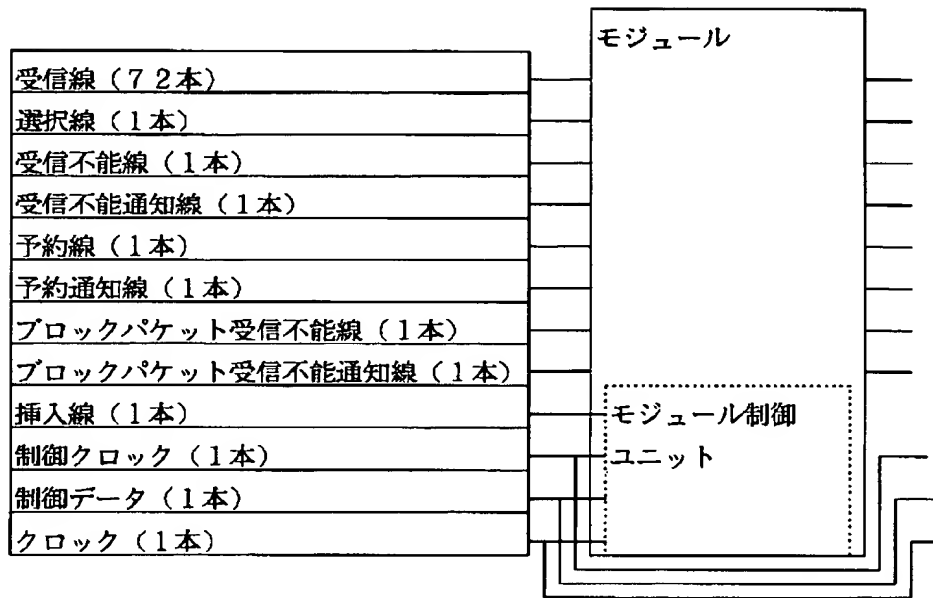 モジュール
受信線（７２本）
選択線（１本）
受信不能線（１本）
受信不能通知線（１本）
予約線（１本）
予約通知線（１本）
ブロックパケット受信不能線（１本）
ブロックパケット受信不能通知線（１本）
挿入線（１本）
制御クロック（１本）
制御データ（１本）
クロック（１本）
モジュール制御
ユニット